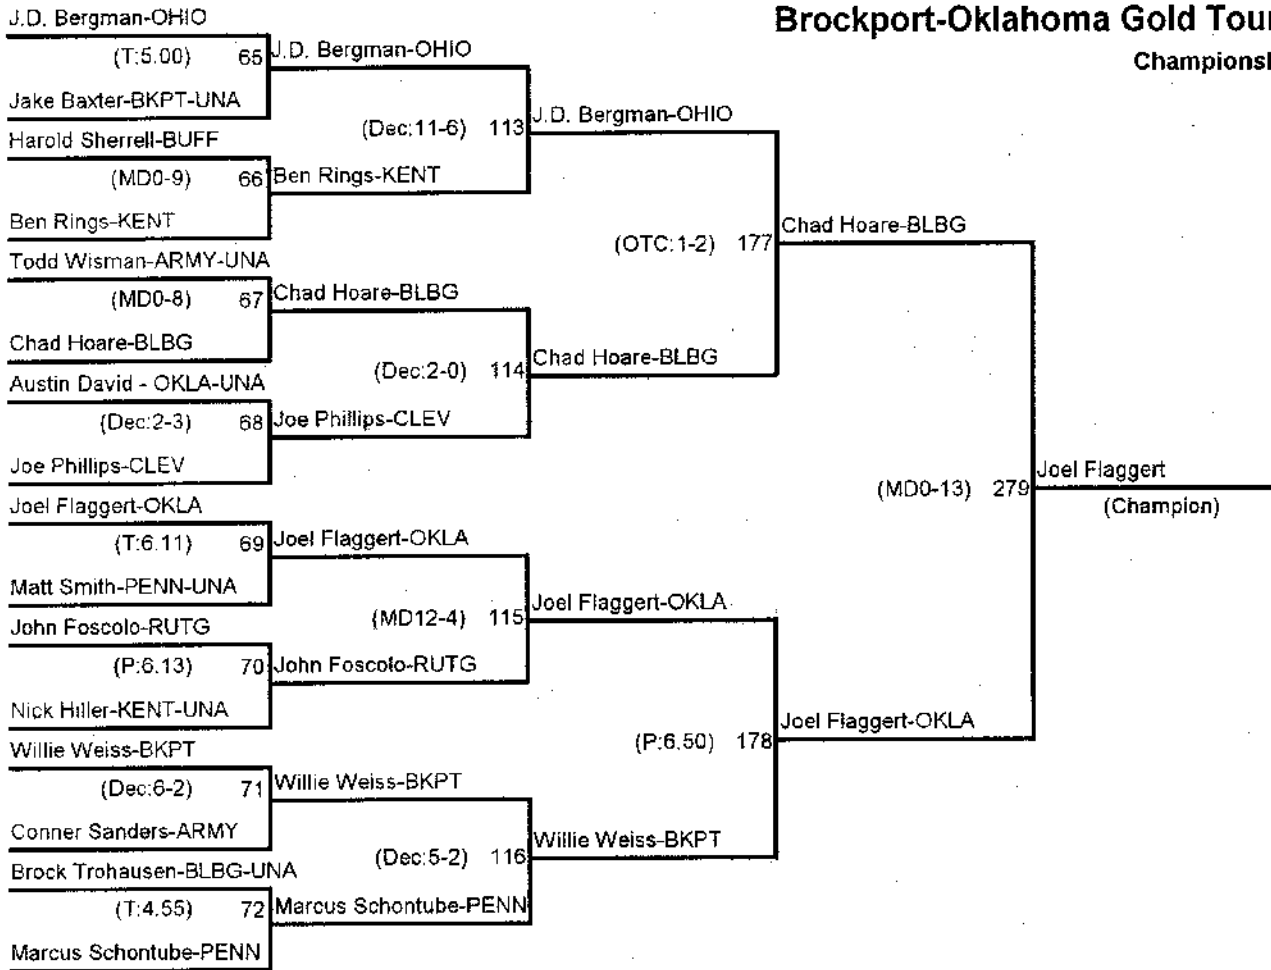 Brockport-Oklahoma Gold Tour
Championsh
J.D. Bergman-OHIO
(T:5.00) 65
Jake Baxter-BKPT-UNA
Harold Sherrell-BUFF
(MD0-9) 66
Ben Rings-KENT
Todd Wisman-ARMY-UNA
(MD0-8) 67
Chad Hoare-BLBG
Austin David - OKLA-UNA
(Dec:2-3) 68
Joe Phillips-CLEV
Joel Flaggert-OKLA
(T:6.11) 69
Matt Smith-PENN-UNA
John Foscolo-RUTG
(P:6.13) 70
Nick Hiller-KENT-UNA
Willie Weiss-BKPT
(Dec:6-2) 71
Conner Sanders-ARMY
Brock Trohausen-BLBG-UNA
(T:4.55) 72
Marcus Schontube-PENN
J.D. Bergman-OHIO
(Dec:11-6) 113
Ben Rings-KENT
Chad Hoare-BLBG
(Dec:2-0) 114
Joe Phillips-CLEV
Joel Flaggert-OKLA
(MD12-4) 115
John Foscolo-RUTG
Willie Weiss-BKPT
(Dec:5-2) 116
Marcus Schontube-PENN
J.D. Bergman-OHIO
(OTC:1-2) 177
Chad Hoare-BLBG
Joel Flaggert-OKLA
(P:6.50) 178
Willie Weiss-BKPT
Chad Hoare-BLBG
(MD0-13) 279
Joel Flaggert-OKLA
Joel Flaggert
(Champion)